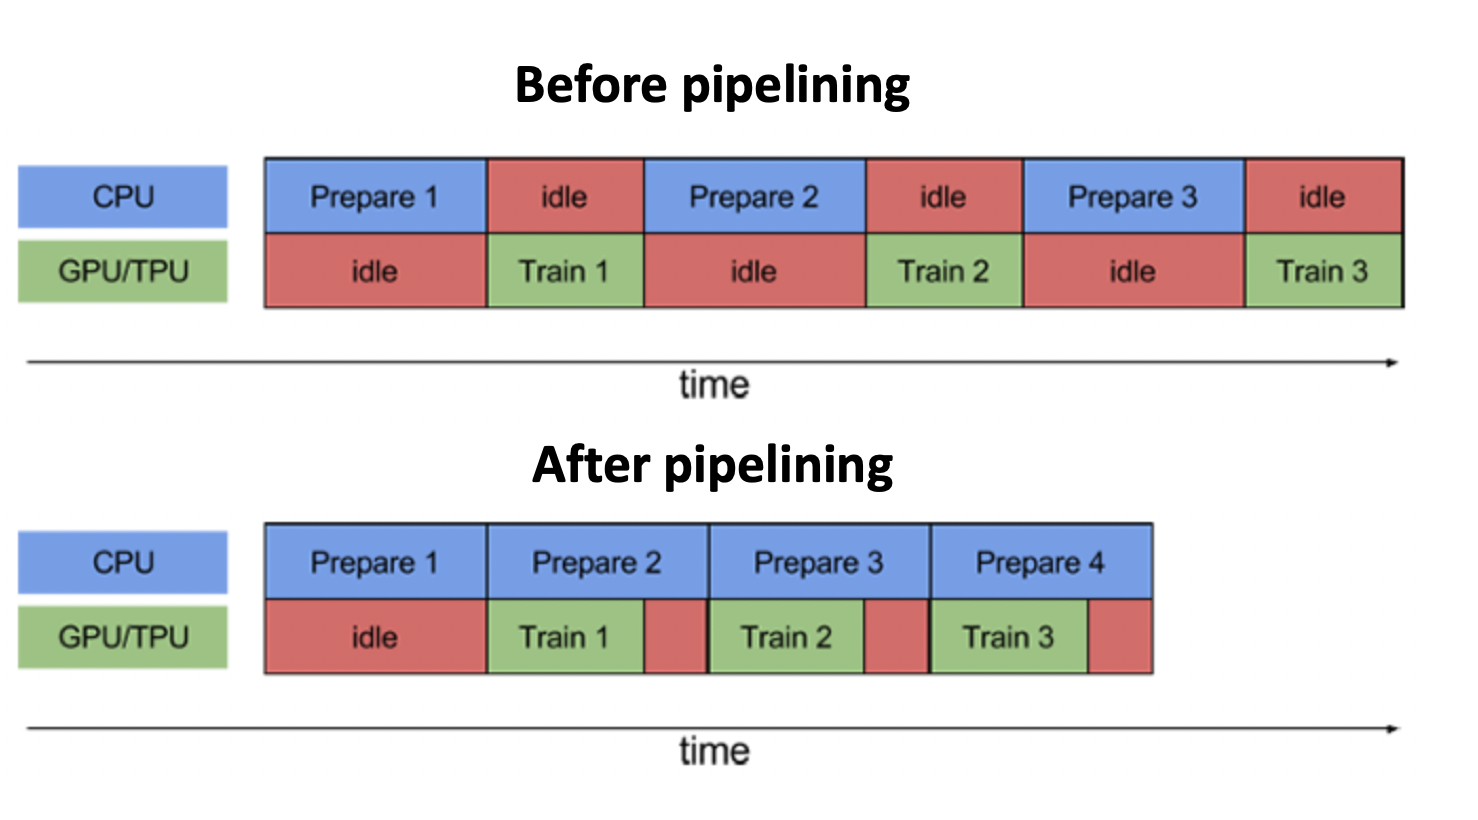 Before pipelining
CPU Prepare 1 idle Prepare 2 idle Prepare 3 idle
GPU/TPU idle Train 1 idle Train 2 idle Train 3
time
After pipelining
CPU Prepare 1 Prepare 2 Prepare 3 Prepare 4
GPU/TPU idle Train 1 Train 2 Train 3
time